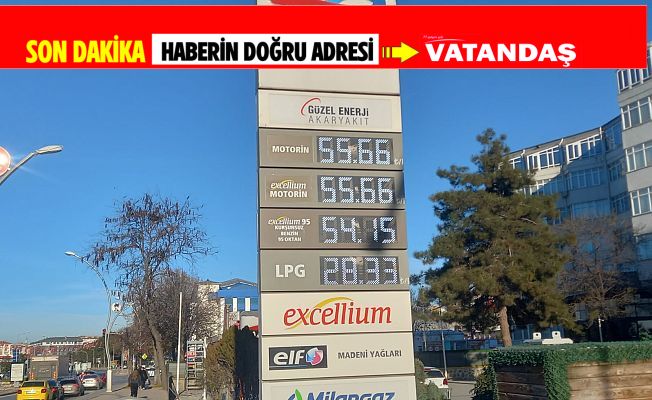 SON DAKİKA HABERİN DOĞRU ADRESİ VATANDAŞ
GÜZEL ENERJİ
AKARYAKIT
MOTORİN 55.66
excellium
MOTORİN 55.66
excellium 95
KURŞUNSUZ
BENZİN
95 OKTAN 54.15
LPG 28.33
excellium
elf MADENİ YAĞLARI
Milangaz